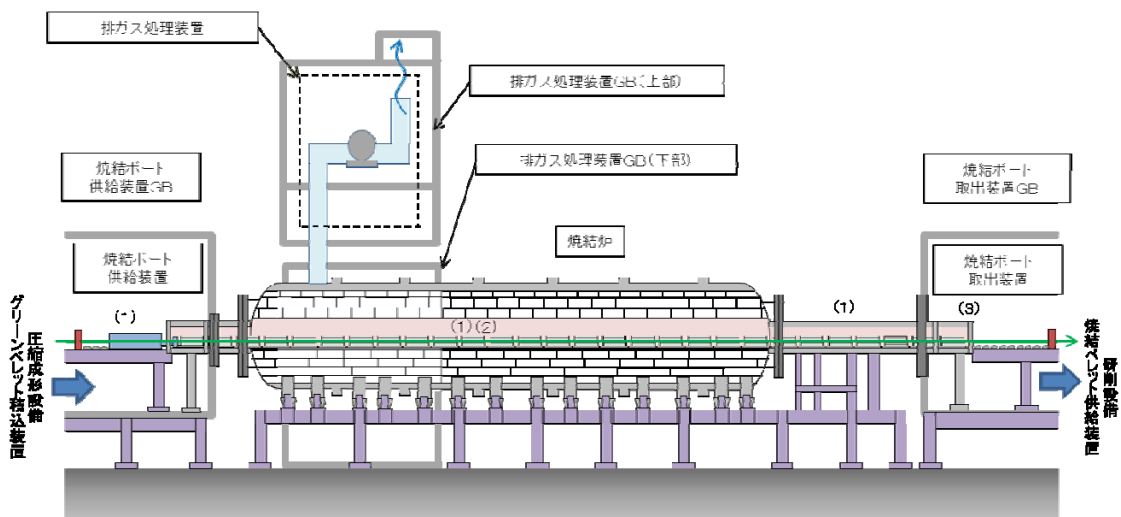 排ガス処理装置
排ガス処理装置GB(上部)
排ガス処理装置GB(下部)
焼結ボート
供給装置GB
焼結ボート
取出装置GB
焼結炉
焼結ボート
供給装置
焼結ボート
取出装置
(1)
(1)(2)
(1)
(3)
圧縮成形設備
グリーンペレット積込装置
研削設備
焼結ペレット供給装置